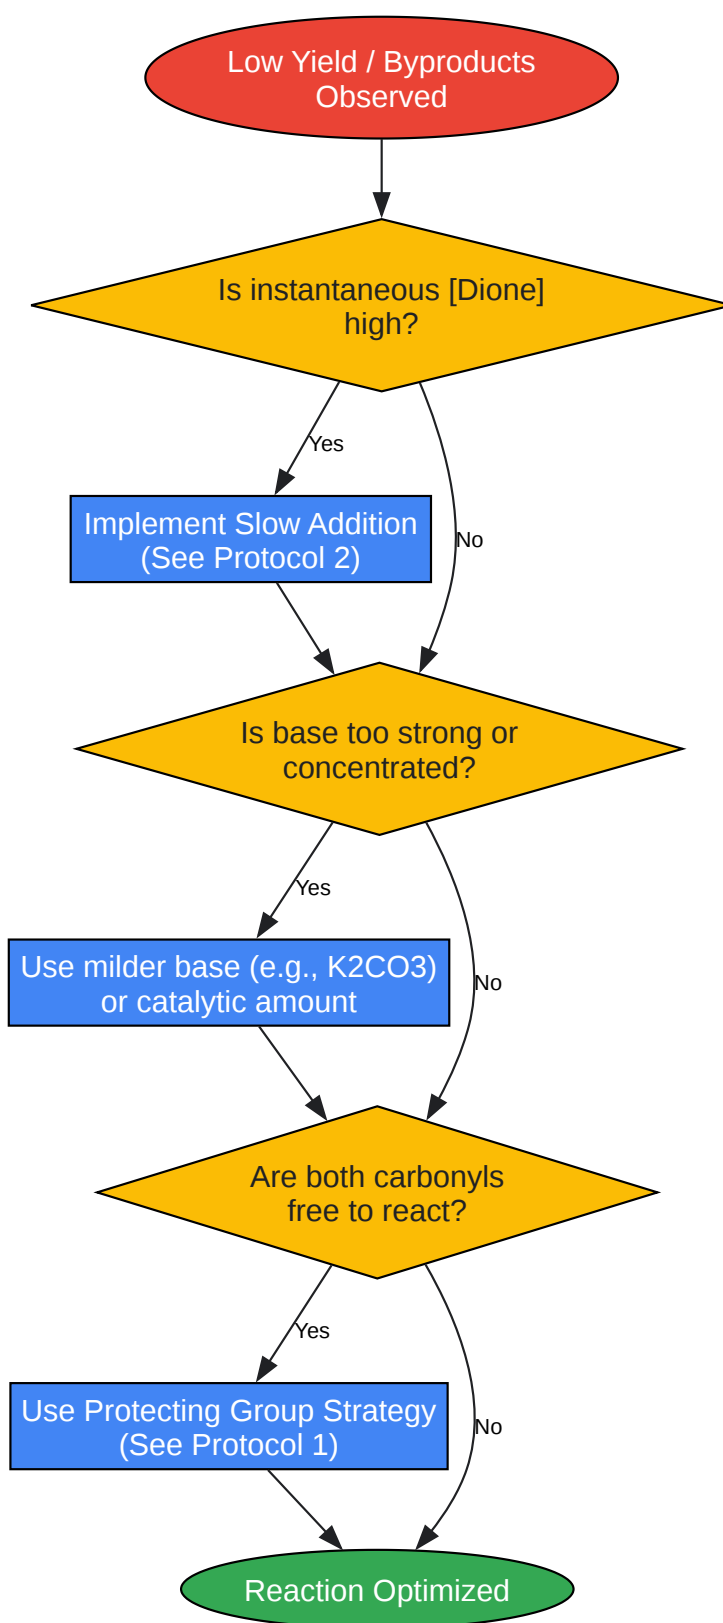 Low Yield / Byproducts
Observed
Is instantaneous [Dione]
high?
Yes
Implement Slow Addition
(See Protocol 2)
No
Is base too strong or
concentrated?
Yes
Use milder base (e.g., K2CO3)
or catalytic amount
No
Are both carbonyls
free to react?
Yes
Use Protecting Group Strategy
(See Protocol 1)
No
Reaction Optimized